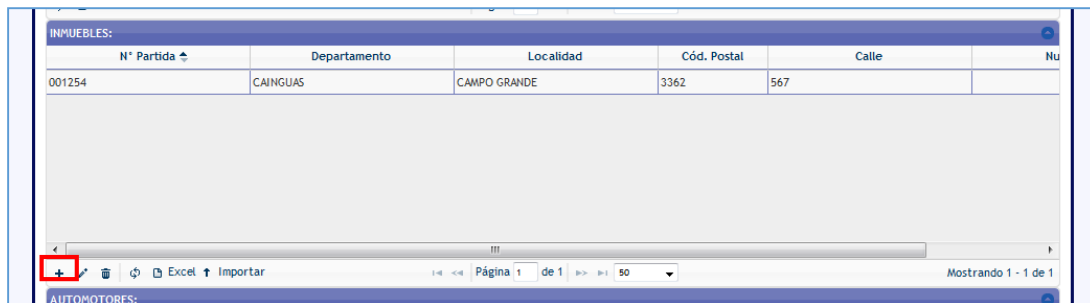 INMUEBLES:
N° Partida Departamento Localidad Cód. Postal Calle Nu
001254 CAINGUAS CAMPO GRANDE 3362 567
Excel Importar Página 1 de 1 50 Mostrando 1 - 1 de 1
AUTOMOTORES: